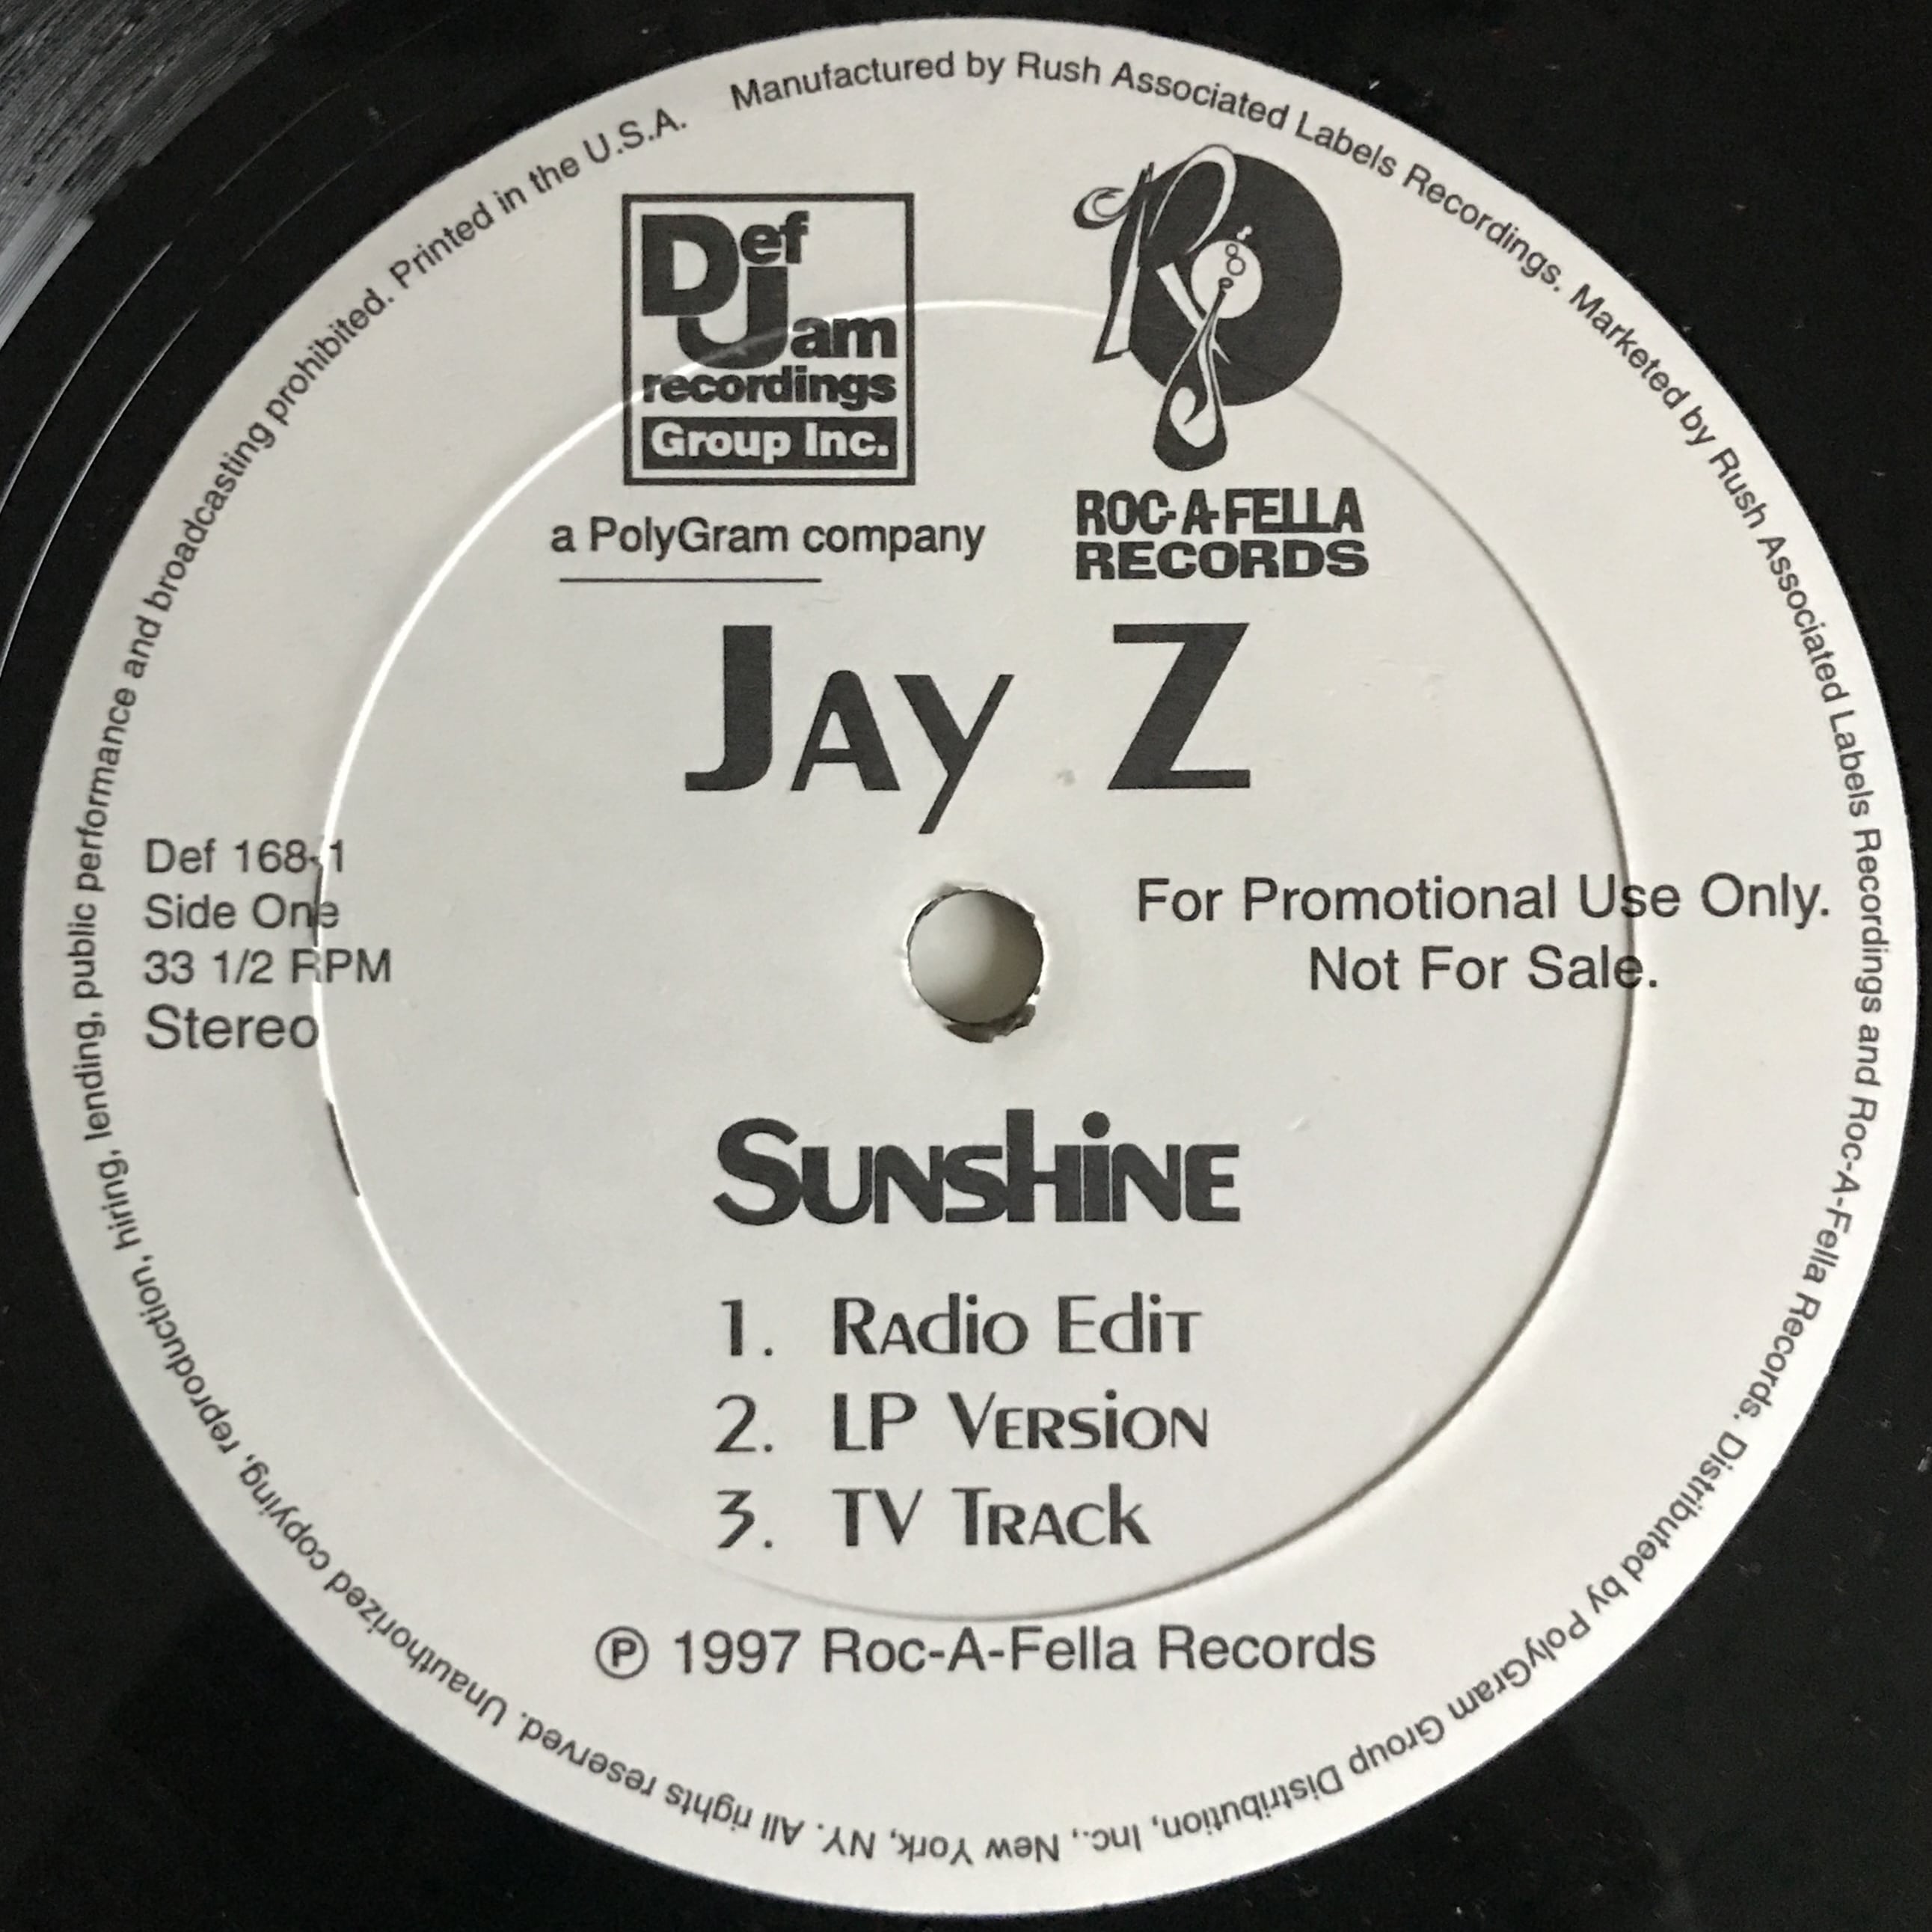 Manufactured by Rush Associated Labels Recordings. Marketed by Rush Associated Labels Recordings and Roc-A-Fella Records. Distributed by PolyGram Group Distribution, Inc., New York, NY. All rights reserved. Unauthorized copying, reproduction, hiring, lending, public performance and broadcasting prohibited. Printed in the U.S.A.
Def
Jam
recordings
Group Inc.
a PolyGram company
ROC-A-FELLA
RECORDS
Jay Z
Def 168-1
Side One
33 1/2 RPM
Stereo
For Promotional Use Only.
Not For Sale.
Sunshine
1. Radio Edit
2. LP Version
3. TV Track
Ⓟ 1997 Roc-A-Fella Records